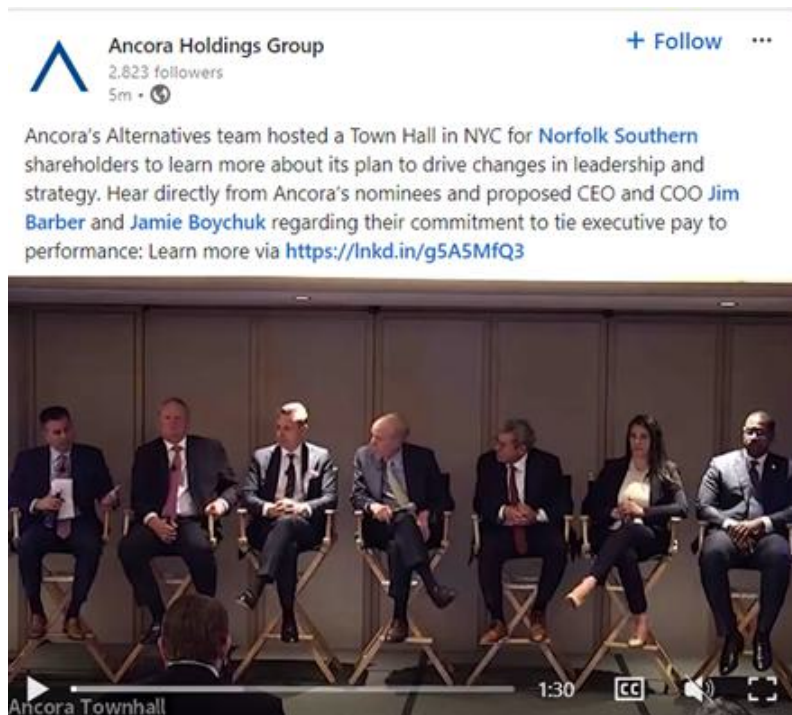 Ancora Holdings Group
+ Follow ...
2.823 followers
5m •
Ancora's Alternatives team hosted a Town Hall in NYC for Norfolk Southern
shareholders to learn more about its plan to drive changes in leadership and
strategy. Hear directly from Ancora's nominees and proposed CEO and COO Jim
Barber and Jamie Boychuk regarding their commitment to tie executive pay to
performance: Learn more via https://lnkd.in/g5A5MfQ3
1:30 CC
Ancora Townhall